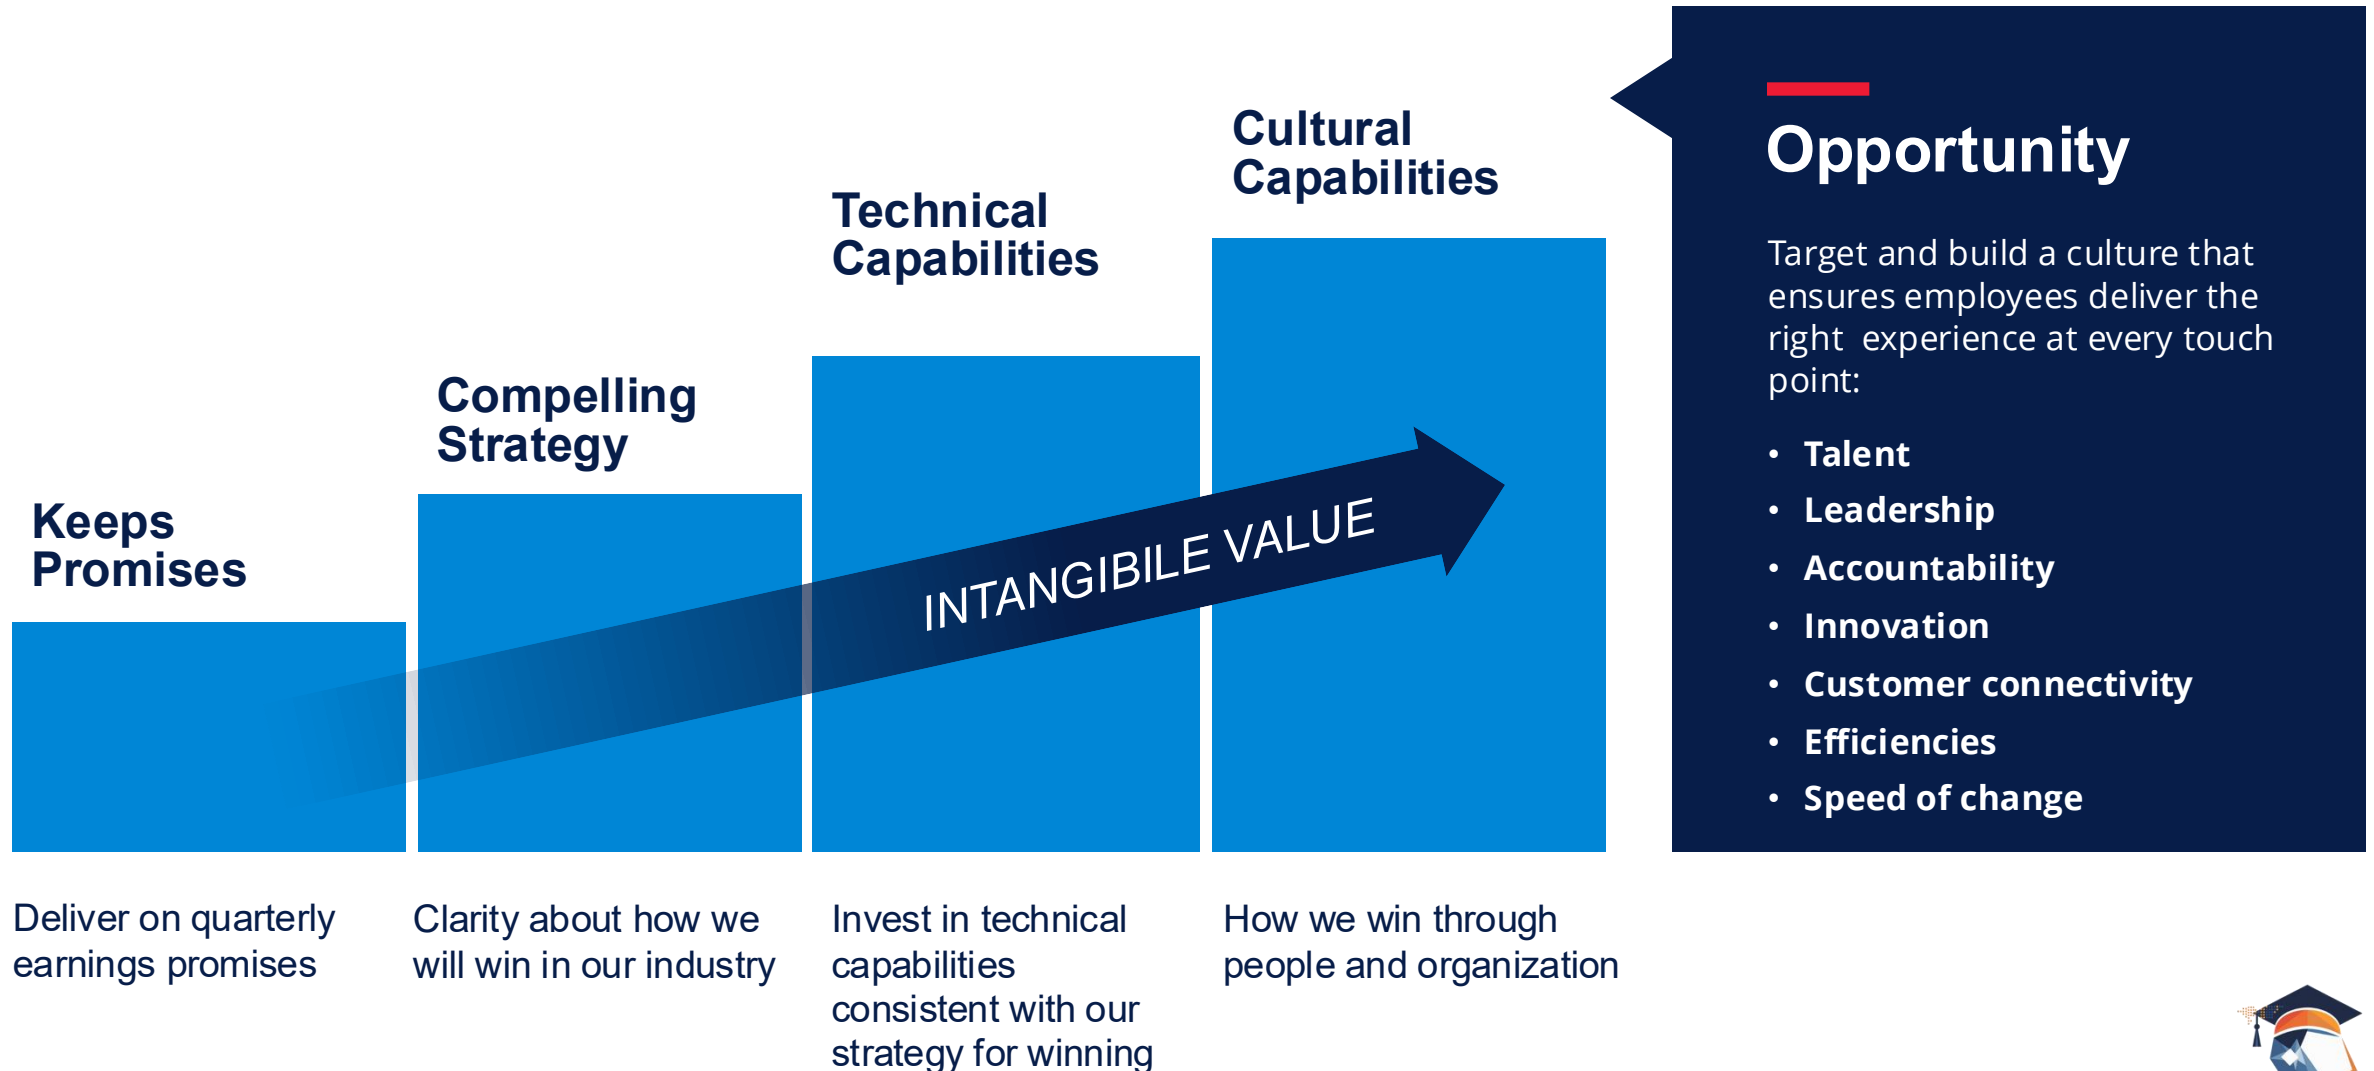 Keeps
Promises
Compelling
Strategy
Technical
Capabilities
Cultural
Capabilities
INTANGIBILE VALUE
Deliver on quarterly
earnings promises
Clarity about how we
will win in our industry
Invest in technical
capabilities
consistent with our
strategy for winning
How we win through
people and organization
Opportunity
Target and build a culture that
ensures employees deliver the
right  experience at every touch
point:
• Talent
• Leadership
• Accountability
• Innovation
• Customer connectivity
• Efficiencies
• Speed of change